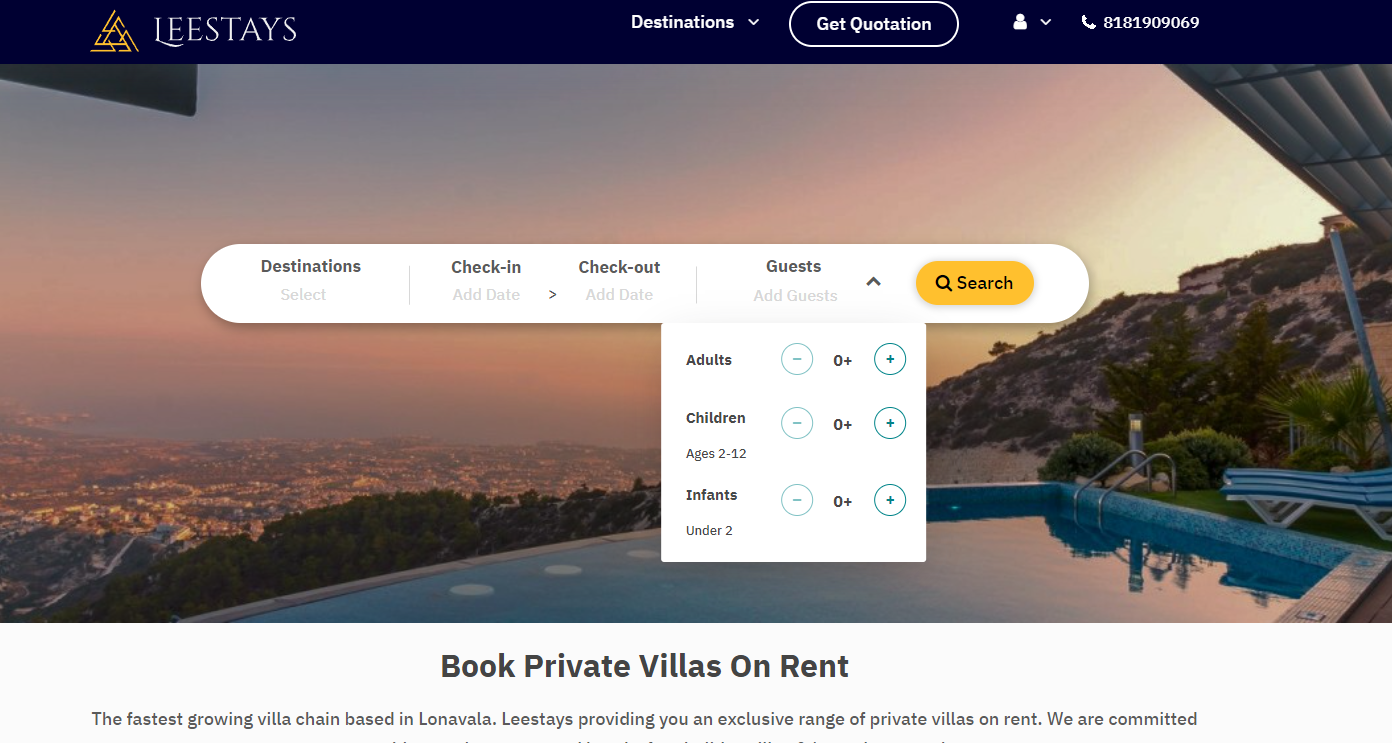 LEESTAYS
Destinations
Get Quotation
8181909069
Destinations
Select
Check-in
Add Date
>
Check-out
Add Date
Guests
Add Guests
Search
Adults
− 0+ +
Children
− 0+ +
Ages 2-12
Infants
− 0+ +
Under 2
Book Private Villas On Rent
The fastest growing villa chain based in Lonavala. Leestays providing you an exclusive range of private villas on rent. We are committed